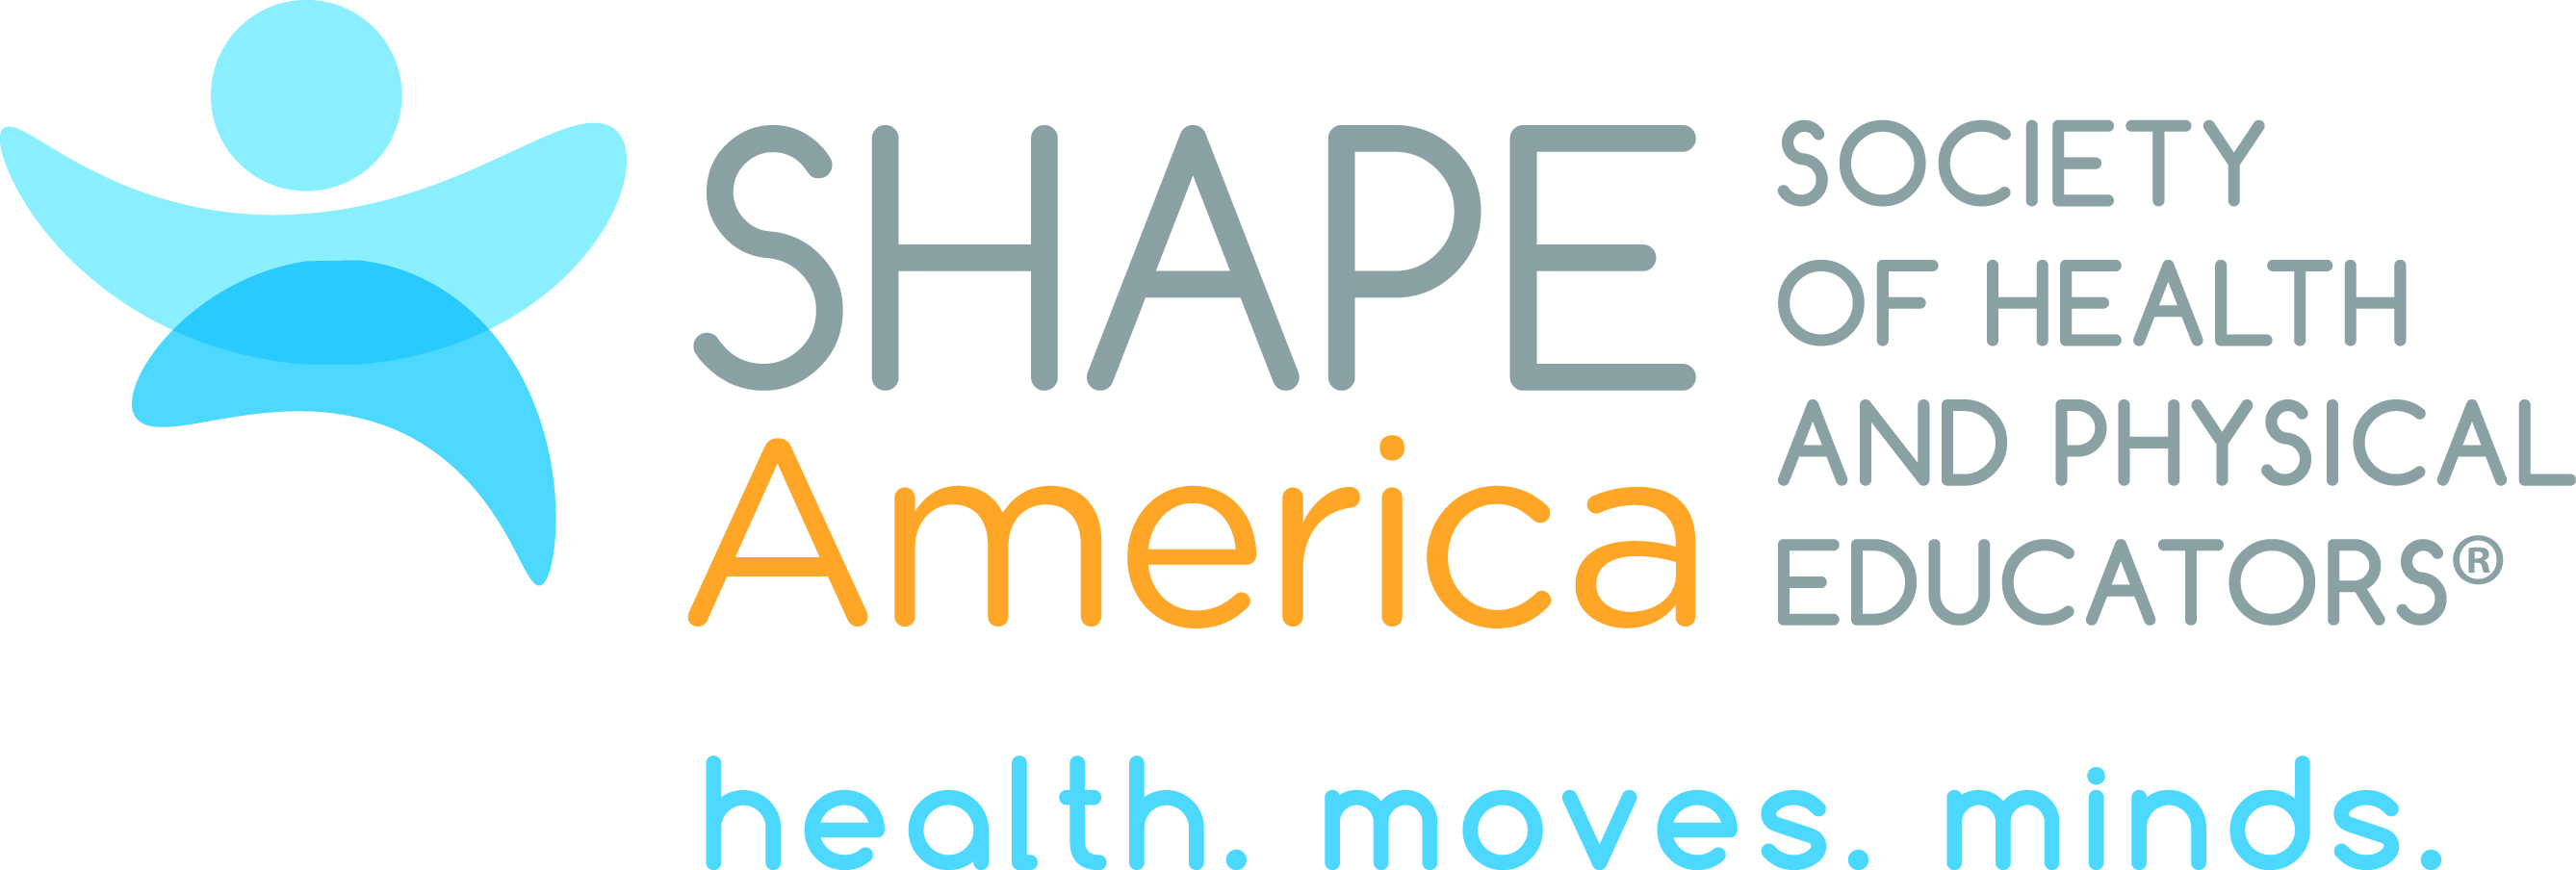 SHAPE
America
SOCIETY
OF HEALTH
AND PHYSICAL
EDUCATORS®
health. moves. minds.